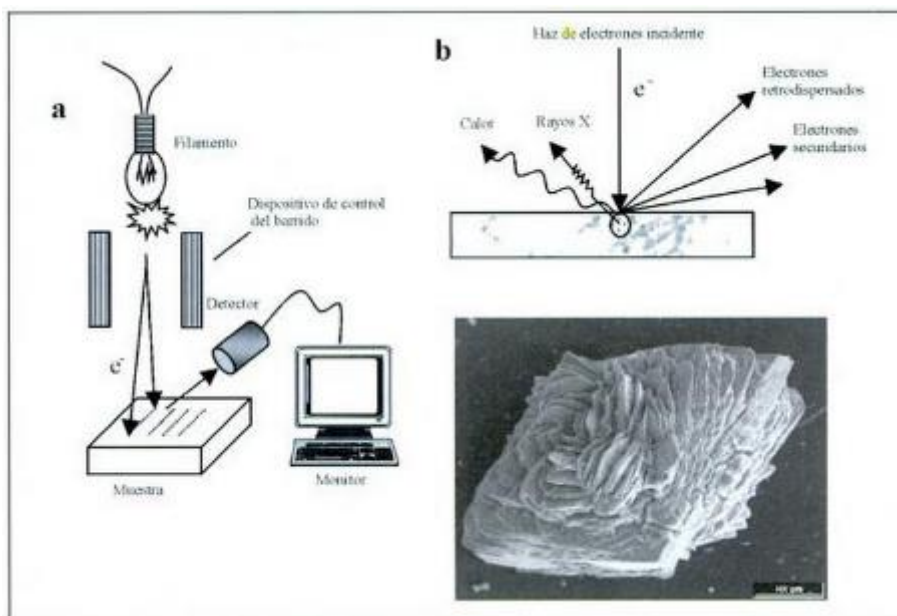 a
Filamento
Dispositivo de control
del barrido
Detector
e-
Muestra
Monitor
b
Haz de electrones incidente
e-
Electrones
retrodispersados
Calor
Rayos X
Electrones
secundarios